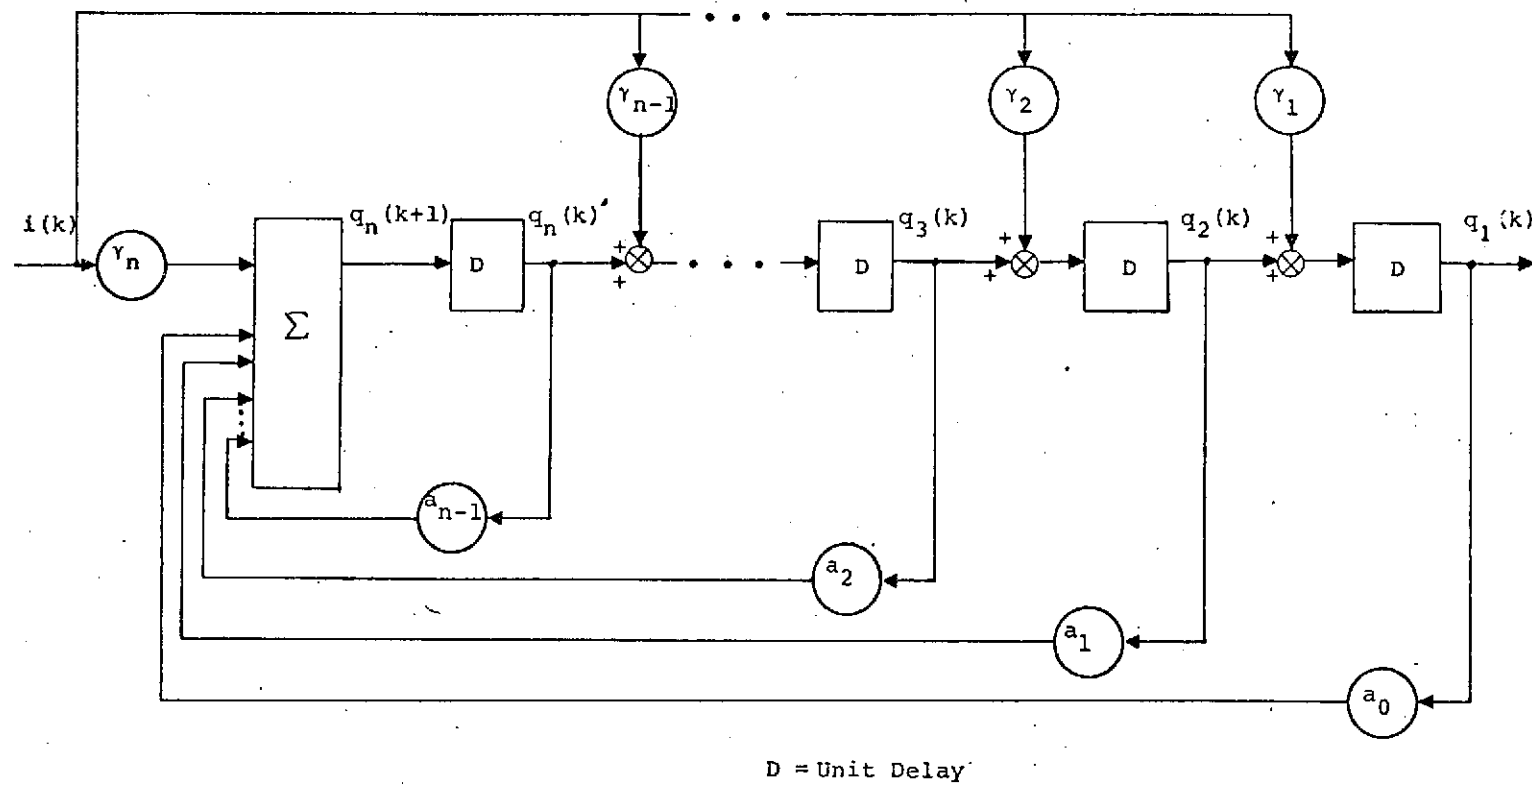 γn-1
γ2
γ1
i(k)
γn
qn(k+1)
D
qn(k)
+
+
D
q3(k)
+
+
D
q2(k)
+
+
D
q1(k)
Σ
an-1
a2
a1
a0
D = Unit Delay